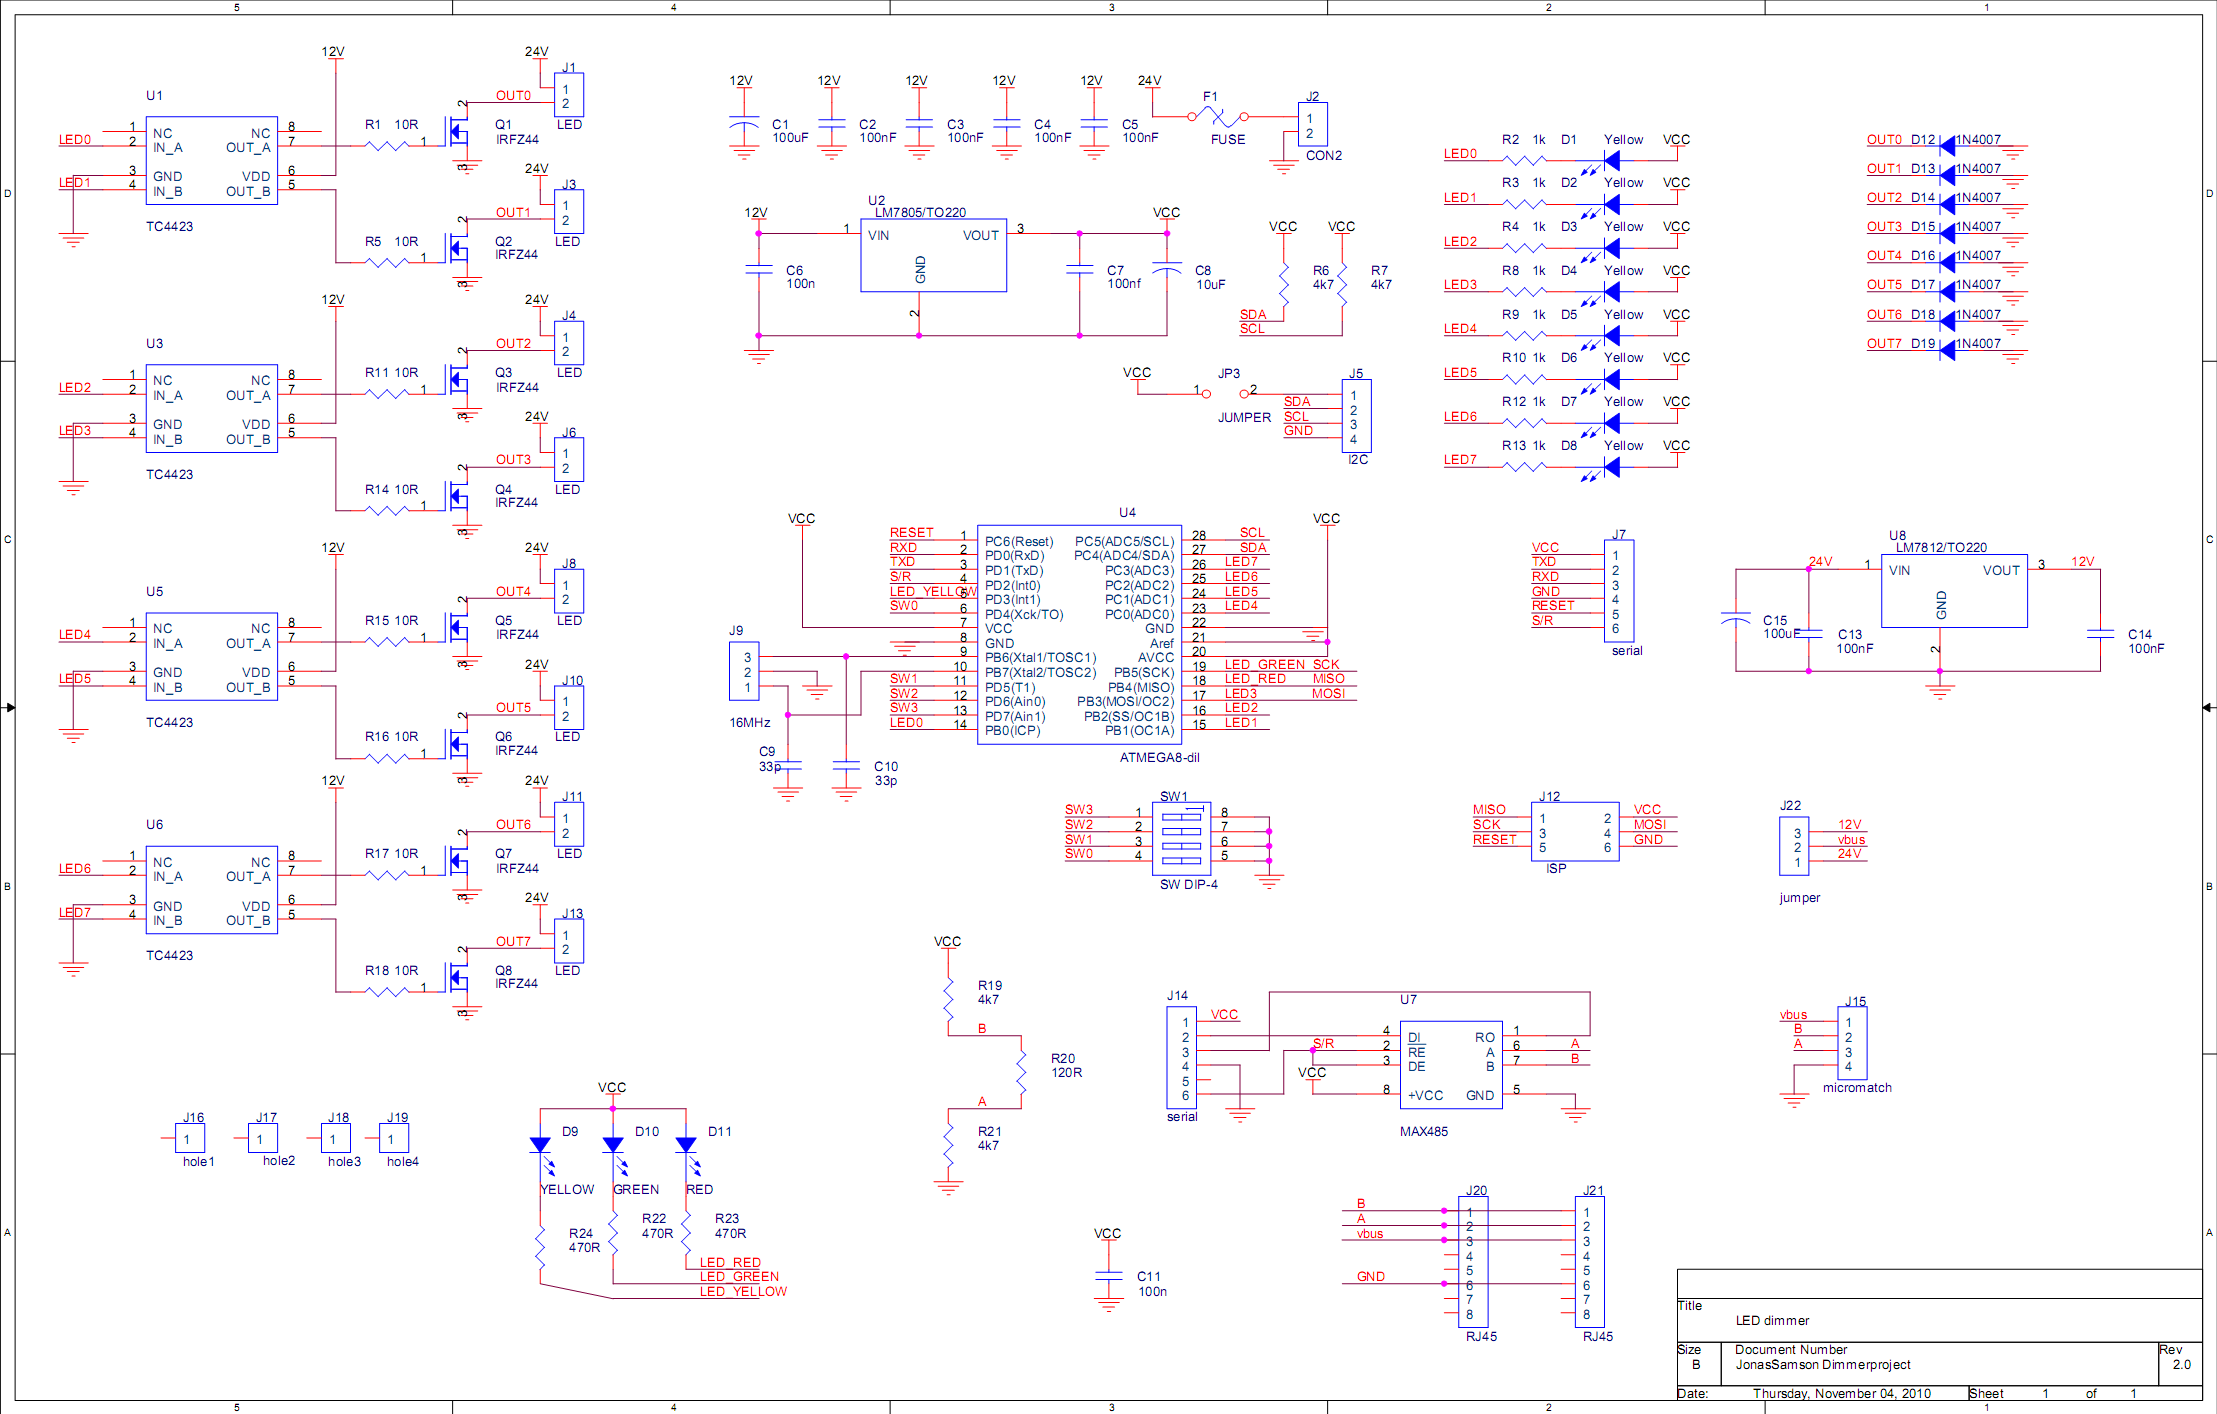 5 4 3 2 1
D D
C C
B B
A A
12V
24V
J1
1
2
LED
OUT0
U1
1 NC NC 8
LED0 2 IN_A OUT_A 7
3 GND VDD 6
LED1 4 IN_B OUT_B 5
TC4423
R1 10R
1 2 3
Q1
IRFZ44
24V
J3
1
2
LED
OUT1
R5 10R
1 2 3
Q2
IRFZ44
12V
24V
J4
1
2
LED
OUT2
U3
1 NC NC 8
LED2 2 IN_A OUT_A 7
3 GND VDD 6
LED3 4 IN_B OUT_B 5
TC4423
R11 10R
1 2 3
Q3
IRFZ44
24V
J6
1
2
LED
OUT3
R14 10R
1 2 3
Q4
IRFZ44
12V
24V
J8
1
2
LED
OUT4
U5
1 NC NC 8
LED4 2 IN_A OUT_A 7
3 GND VDD 6
LED5 4 IN_B OUT_B 5
TC4423
R15 10R
1 2 3
Q5
IRFZ44
24V
J10
1
2
LED
OUT5
R16 10R
1 2 3
Q6
IRFZ44
12V
24V
J11
1
2
LED
OUT6
U6
1 NC NC 8
LED6 2 IN_A OUT_A 7
3 GND VDD 6
LED7 4 IN_B OUT_B 5
TC4423
R17 10R
1 2 3
Q7
IRFZ44
24V
J13
1
2
LED
OUT7
R18 10R
1 2 3
Q8
IRFZ44
12V 12V 12V 12V 12V 24V
C1 C2 C3 C4 C5
100uF 100nF 100nF 100nF 100nF
F1
FUSE
J2
1
2
CON2
12V
U2
LM7805/TO220
VCC
1 VIN VOUT 3
GND
2
C6
100n
C7
100nf
C8
10uF
VCC VCC
R6 R7
4k7 4k7
SDA
SCL
VCC
JP3
1 2
JUMPER
J5
1
SDA 2
SCL 3
GND 4
I2C
R2 1k D1 Yellow VCC
LED0
R3 1k D2 Yellow VCC
LED1
R4 1k D3 Yellow VCC
LED2
R8 1k D4 Yellow VCC
LED3
R9 1k D5 Yellow VCC
LED4
R10 1k D6 Yellow VCC
LED5
R12 1k D7 Yellow VCC
LED6
R13 1k D8 Yellow VCC
LED7
OUT0 D12 1N4007
OUT1 D13 1N4007
OUT2 D14 1N4007
OUT3 D15 1N4007
OUT4 D16 1N4007
OUT5 D17 1N4007
OUT6 D18 1N4007
OUT7 D19 1N4007
VCC
U4
VCC
RESET 1 PC6(Reset) PC5(ADC5/SCL) 28 SCL
RXD 2 PD0(RxD) PC4(ADC4/SDA) 27 SDA
TXD 3 PD1(TxD) PC3(ADC3) 26 LED7
S/R 4 PD2(Int0) PC2(ADC2) 25 LED6
LED_YELLOW 5 PD3(Int1) PC1(ADC1) 24 LED5
SW0 6 PD4(Xck/TO) PC0(ADC0) 23 LED4
7 VCC GND 22
8 GND Aref 21
9 PB6(Xtal1/TOSC1) AVCC 20
10 PB7(Xtal2/TOSC2) PB5(SCK) 19 LED_GREEN SCK
SW1 11 PD5(T1) PB4(MISO) 18 LED_RED MISO
SW2 12 PD6(Ain0) PB3(MOSI/OC2) 17 LED3 MOSI
SW3 13 PD7(Ain1) PB2(SS/OC1B) 16 LED2
LED0 14 PB0(ICP) PB1(OC1A) 15 LED1
ATMEGA8-dil
J9
3
2
1
16MHz
C9
33p
C10
33p
J7
VCC 1
TXD 2
RXD 3
GND 4
RESET 5
S/R 6
serial
U8
LM7812/TO220
24V 1 VIN VOUT 3 12V
GND
2
C15
100uF
C13
100nF
C14
100nF
SW1
SW3 1 8
SW2 2 7
SW1 3 6
SW0 4 5
SW DIP-4
J12
MISO 1 2 VCC
SCK 3 4 MOSI
RESET 5 6 GND
ISP
J22
3 12V
2 vbus
1 24V
jumper
VCC
R19
4k7
B
R20
120R
A
R21
4k7
J14
1 VCC
2
3
4
5
6
serial
U7
4 DI RO 1
S/R 2 RE A 6 A
3 DE B 7 B
VCC
8 +VCC GND 5
MAX485
J15
vbus 1
B 2
A 3
4
micromatch
J16 J17 J18 J19
1 1 1 1
hole1 hole2 hole3 hole4
VCC
D9 D10 D11
YELLOW GREEN RED
R24 R22 R23
470R 470R 470R
LED_RED
LED_GREEN
LED_YELLOW
VCC
C11
100n
J20 J21
B 1 1
A 2 2
vbus 3 3
4 4
5 5
GND 6 6
7 7
8 8
RJ45 RJ45
Title
LED dimmer
Size Document Number Rev
B JonasSamson Dimmerproject 2.0
Date: Thursday, November 04, 2010 Sheet 1 of 1
5 4 3 2 1